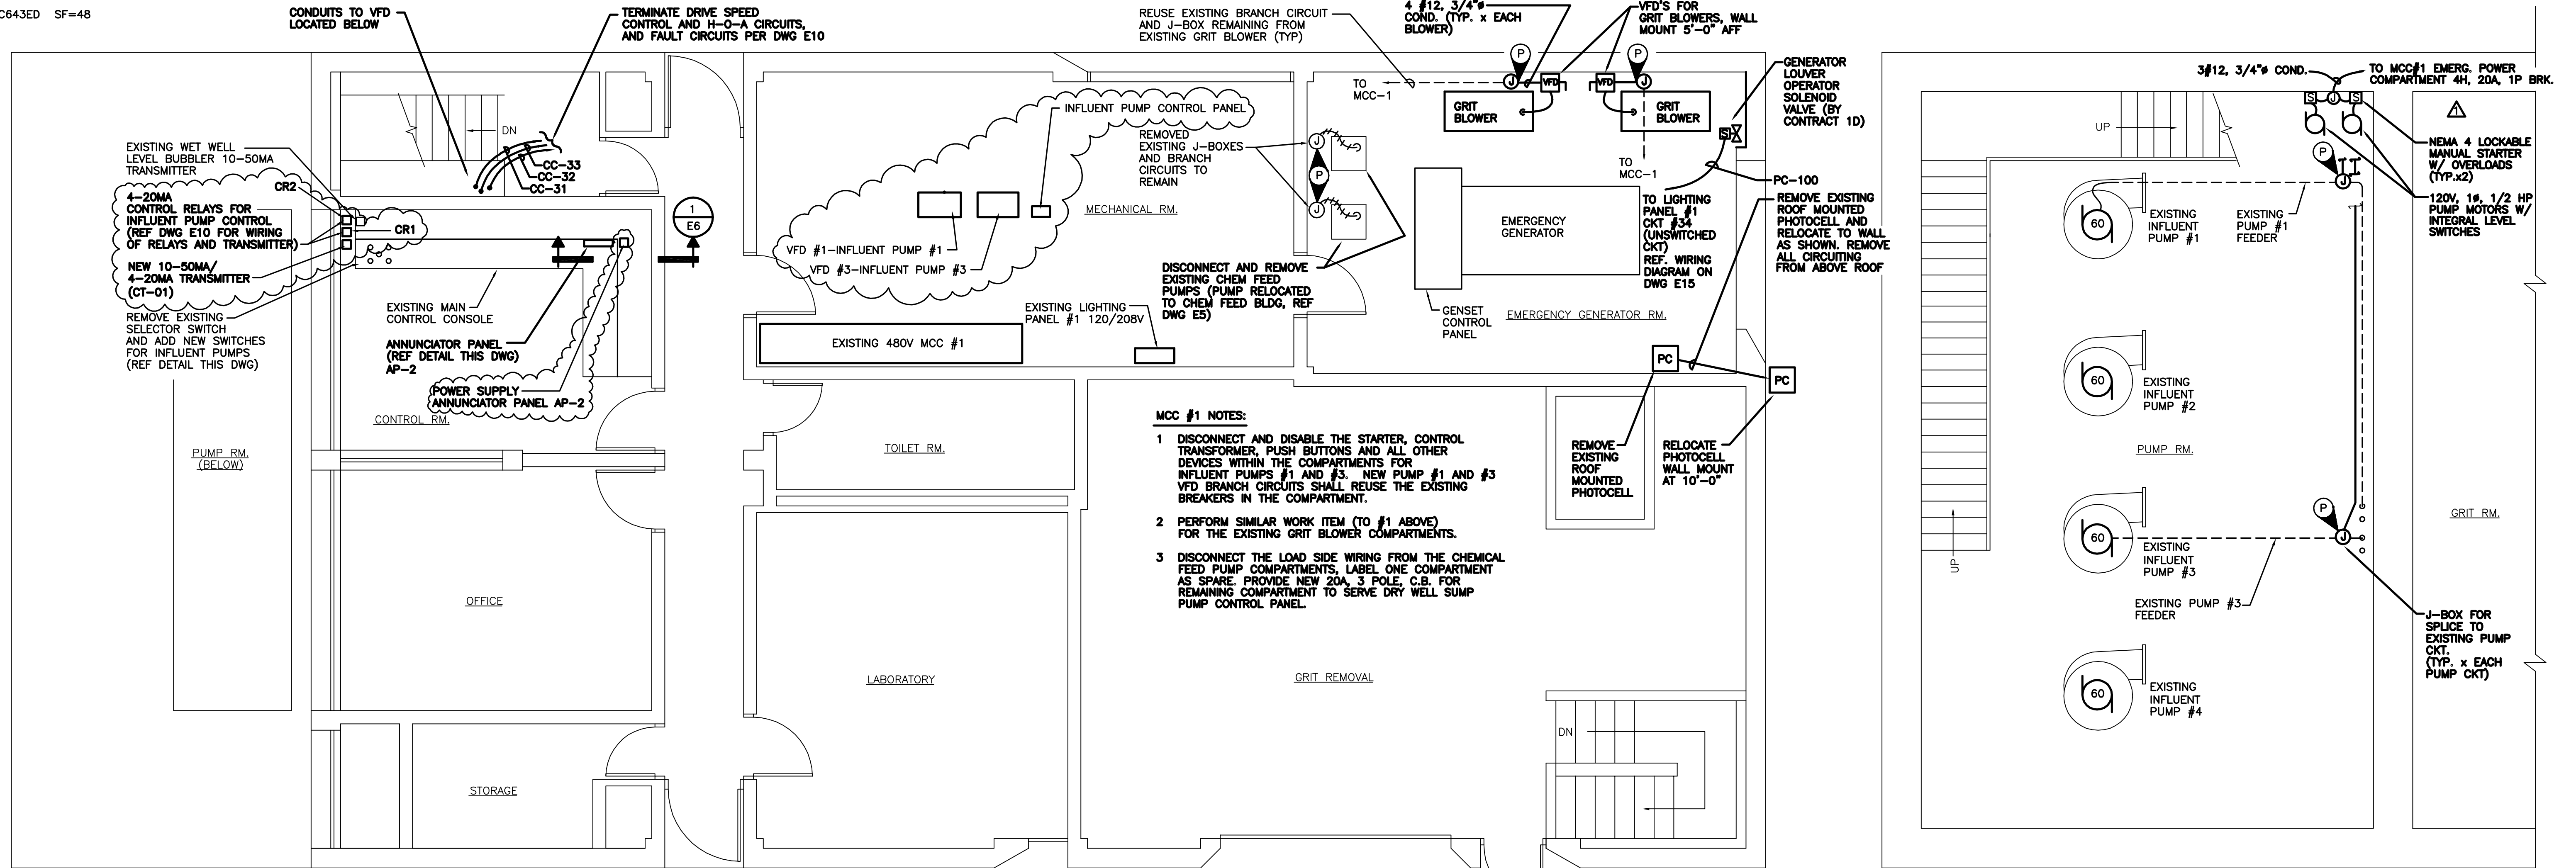 C643ED SF=48
CONDUITS TO VFD
LOCATED BELOW
TERMINATE DRIVE SPEED
CONTROL AND H-O-A CIRCUITS,
AND FAULT CIRCUITS PER DWG E10
DN
CC-33
CC-32
CC-31
EXISTING WET WELL
LEVEL BUBBLER 10-50MA
TRANSMITTER
CR2
4-20MA
CONTROL RELAYS FOR
INFLUENT PUMP CONTROL
(REF DWG E10 FOR WIRING
OF RELAYS AND TRANSMITTER)
CR1
NEW 10-50MA/
4-20MA TRANSMITTER
(CT-01)
REMOVE EXISTING
SELECTOR SWITCH
AND ADD NEW SWITCHES
FOR INFLUENT PUMPS
(REF DETAIL THIS DWG)
1
E6
EXISTING MAIN
CONTROL CONSOLE
ANNUNCIATOR PANEL
(REF DETAIL THIS DWG)
AP-2
POWER SUPPLY
ANNUNCIATOR PANEL AP-2
CONTROL RM.
PUMP RM.
(BELOW)
OFFICE
STORAGE
INFLUENT PUMP CONTROL PANEL
MECHANICAL RM.
VFD #1-INFLUENT PUMP #1
VFD #3-INFLUENT PUMP #3
EXISTING LIGHTING
PANEL #1 120/208V
EXISTING 480V MCC #1
TOILET RM.
LABORATORY
REUSE EXISTING BRANCH CIRCUIT
AND J-BOX REMAINING FROM
EXISTING GRIT BLOWER (TYP)
4 #12, 3/4"ø
COND. (TYP. x EACH
BLOWER)
VFD'S FOR
GRIT BLOWERS, WALL
MOUNT 5'-0" AFF
P
P
TO
MCC-1
J
VFD
VFD
J
GRIT
BLOWER
GRIT
BLOWER
TO
MCC-1
REMOVED
EXISTING J-BOXES
AND BRANCH
CIRCUITS TO
REMAIN
J
P
J
DISCONNECT AND REMOVE
EXISTING CHEM FEED
PUMPS (PUMP RELOCATED
TO CHEM FEED BLDG, REF
DWG E5)
GENERATOR
LOUVER
OPERATOR
SOLENOID
VALVE (BY
CONTRACT 1D)
S
PC-100
EMERGENCY
GENERATOR
TO LIGHTING
PANEL #1
CKT #34
(UNSWITCHED
CKT)
REF. WIRING
DIAGRAM ON
DWG E15
REMOVE EXISTING
ROOF MOUNTED
PHOTOCELL AND
RELOCATE TO WALL
AS SHOWN. REMOVE
ALL CIRCUITING
FROM ABOVE ROOF
GENSET
CONTROL
PANEL
EMERGENCY GENERATOR RM.
PC
PC
REMOVE
EXISTING
ROOF
MOUNTED
PHOTOCELL
RELOCATE
PHOTOCELL
WALL MOUNT
AT 10'-0"
MCC #1 NOTES:
1 DISCONNECT AND DISABLE THE STARTER, CONTROL
TRANSFORMER, PUSH BUTTONS AND ALL OTHER
DEVICES WITHIN THE COMPARTMENTS FOR
INFLUENT PUMPS #1 AND #3. NEW PUMP #1 AND #3
VFD BRANCH CIRCUITS SHALL REUSE THE EXISTING
BREAKERS IN THE COMPARTMENT.
2 PERFORM SIMILAR WORK ITEM (TO #1 ABOVE)
FOR THE EXISTING GRIT BLOWER COMPARTMENTS.
3 DISCONNECT THE LOAD SIDE WIRING FROM THE CHEMICAL
FEED PUMP COMPARTMENTS, LABEL ONE COMPARTMENT
AS SPARE. PROVIDE NEW 20A, 3 POLE, C.B. FOR
REMAINING COMPARTMENT TO SERVE DRY WELL SUMP
PUMP CONTROL PANEL.
GRIT REMOVAL
DN
3#12, 3/4"ø COND.
TO MCC#1 EMERG. POWER
COMPARTMENT 4H, 20A, 1P BRK.
S
J
S
1
UP
NEMA 4 LOCKABLE
MANUAL STARTER
W/ OVERLOADS
(TYP.x2)
120V, 1ø, 1/2 HP
PUMP MOTORS W/
INTEGRAL LEVEL
SWITCHES
P
J
60
EXISTING
INFLUENT
PUMP #1
EXISTING
PUMP #1
FEEDER
60
EXISTING
INFLUENT
PUMP #2
PUMP RM.
GRIT RM.
P
J
60
EXISTING
INFLUENT
PUMP #3
UP
EXISTING PUMP #3
FEEDER
J-BOX FOR
SPLICE TO
EXISTING PUMP
CKT.
(TYP. x EACH
PUMP CKT)
60
EXISTING
INFLUENT
PUMP #4